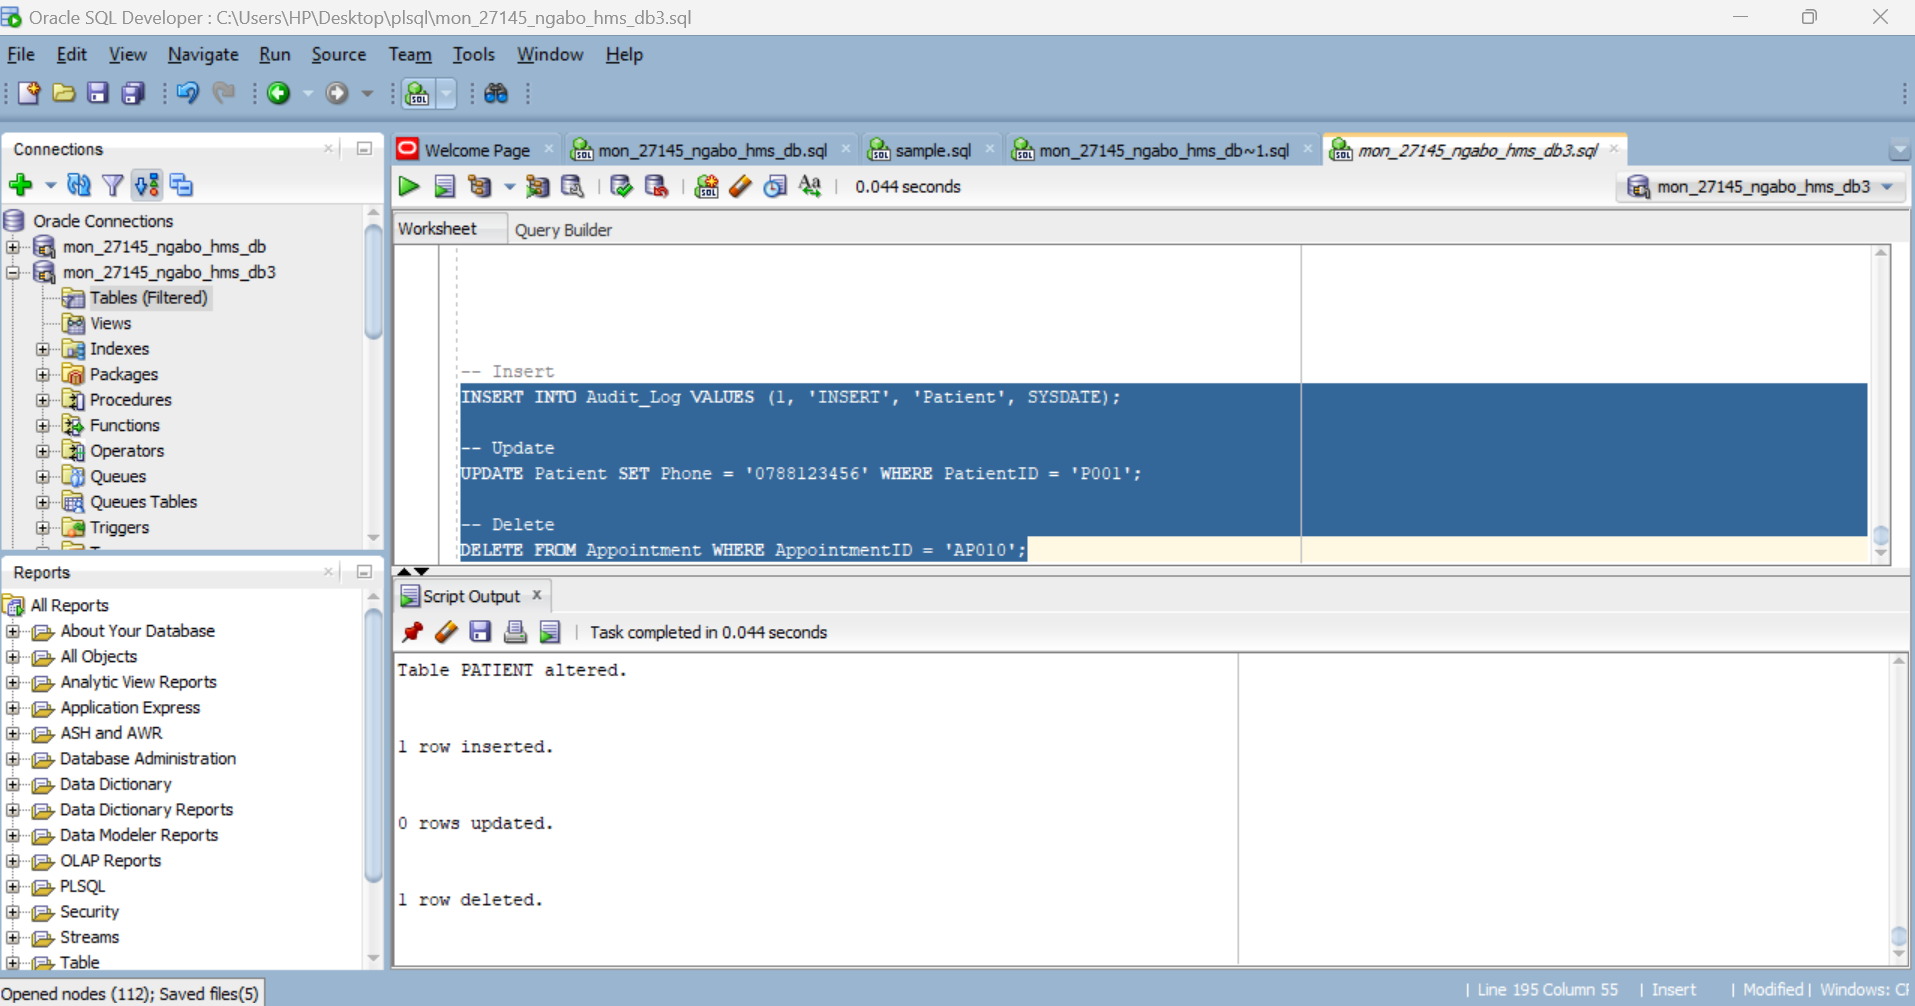 Oracle SQL Developer : C:\Users\HP\Desktop\plsql\mon_27145_ngabo_hms_db3.sql
File Edit View Navigate Run Source Team Tools Window Help
Connections
Oracle Connections
mon_27145_ngabo_hms_db
mon_27145_ngabo_hms_db3
Tables (Filtered)
Views
Indexes
Packages
Procedures
Functions
Operators
Queues
Queues Tables
Triggers
Reports
All Reports
About Your Database
All Objects
Analytic View Reports
Application Express
ASH and AWR
Database Administration
Data Dictionary
Data Dictionary Reports
Data Modeler Reports
OLAP Reports
PLSQL
Security
Streams
Table
Welcome Page mon_27145_ngabo_hms_db.sql sample.sql mon_27145_ngabo_hms_db~1.sql mon_27145_ngabo_hms_db3.sql
0.044 seconds
mon_27145_ngabo_hms_db3
Worksheet Query Builder
-- Insert
INSERT INTO Audit_Log VALUES (1, 'INSERT', 'Patient', SYSDATE);
-- Update
UPDATE Patient SET Phone = '0788123456' WHERE PatientID = 'P001';
-- Delete
DELETE FROM Appointment WHERE AppointmentID = 'AP010';
Script Output
Task completed in 0.044 seconds
Table PATIENT altered.
1 row inserted.
0 rows updated.
1 row deleted.
Opened nodes (112); Saved files(5)
Line 195 Column 55 | Insert | Modified | Windows: